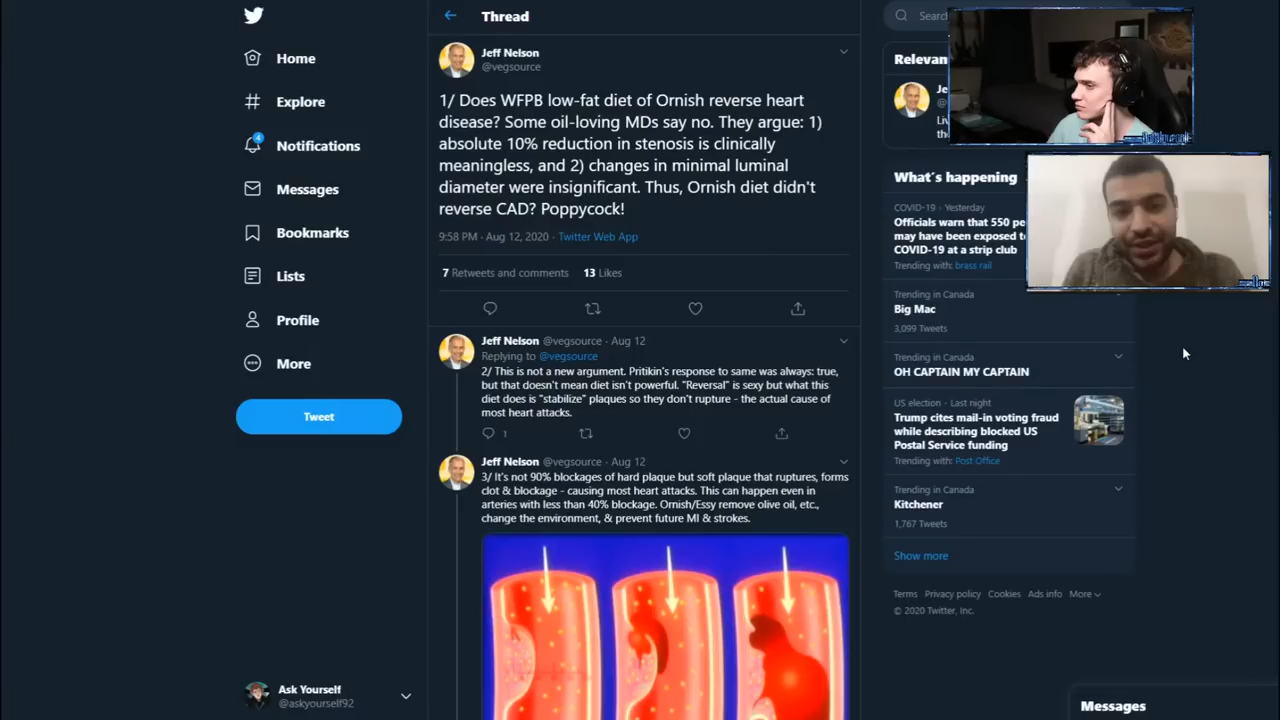 Home
Explore
4
Notifications
Messages
Bookmarks
Lists
Profile
More
Tweet
Ask Yourself
@askyourself92
Thread
Jeff Nelson
@vegsource
1/ Does WFPB low-fat diet of Ornish reverse heart
disease? Some oil-loving MDs say no. They argue: 1)
absolute 10% reduction in stenosis is clinically
meaningless, and 2) changes in minimal luminal
diameter were insignificant. Thus, Ornish diet didn't
reverse CAD? Poppycock!
9:58 PM · Aug 12, 2020 · Twitter Web App
7 Retweets and comments 13 Likes
Jeff Nelson @vegsource · Aug 12
Replying to @vegsource
2/ This is not a new argument. Pritikin's response to same was always: true,
but that doesn't mean diet isn't powerful. "Reversal" is sexy but what this
diet does is "stabilize" plaques so they don't rupture - the actual cause of
most heart attacks.
1
Jeff Nelson @vegsource · Aug 12
3/ It's not 90% blockages of hard plaque but soft plaque that ruptures, forms
clot & blockage - causing most heart attacks. This can happen even in
arteries with less than 40% blockage. Ornish/Essy remove olive oil, etc.,
change the environment, & prevent future MI & strokes.
Search
Relevan
Je
@
Liv
the
What's happening
COVID-19 · Yesterday
Officials warn that 550 pe
may have been exposed t
COVID-19 at a strip club
Trending with: brass rail
Trending in Canada
Big Mac
3,099 Tweets
Trending in Canada
OH CAPTAIN MY CAPTAIN
US election · Last night
Trump cites mail-in voting fraud
while describing blocked US
Postal Service funding
Trending with: Post Office
Trending in Canada
Kitchener
1,767 Tweets
Show more
Terms Privacy policy Cookies Ads info More
© 2020 Twitter, Inc.
Messages